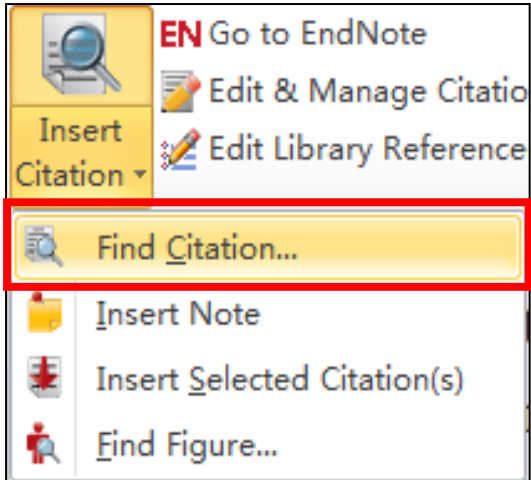 EN Go to EndNote
Edit & Manage Citatio
Insert
Citation
Edit Library Reference
Find Citation...
Insert Note
Insert Selected Citation(s)
Find Figure...